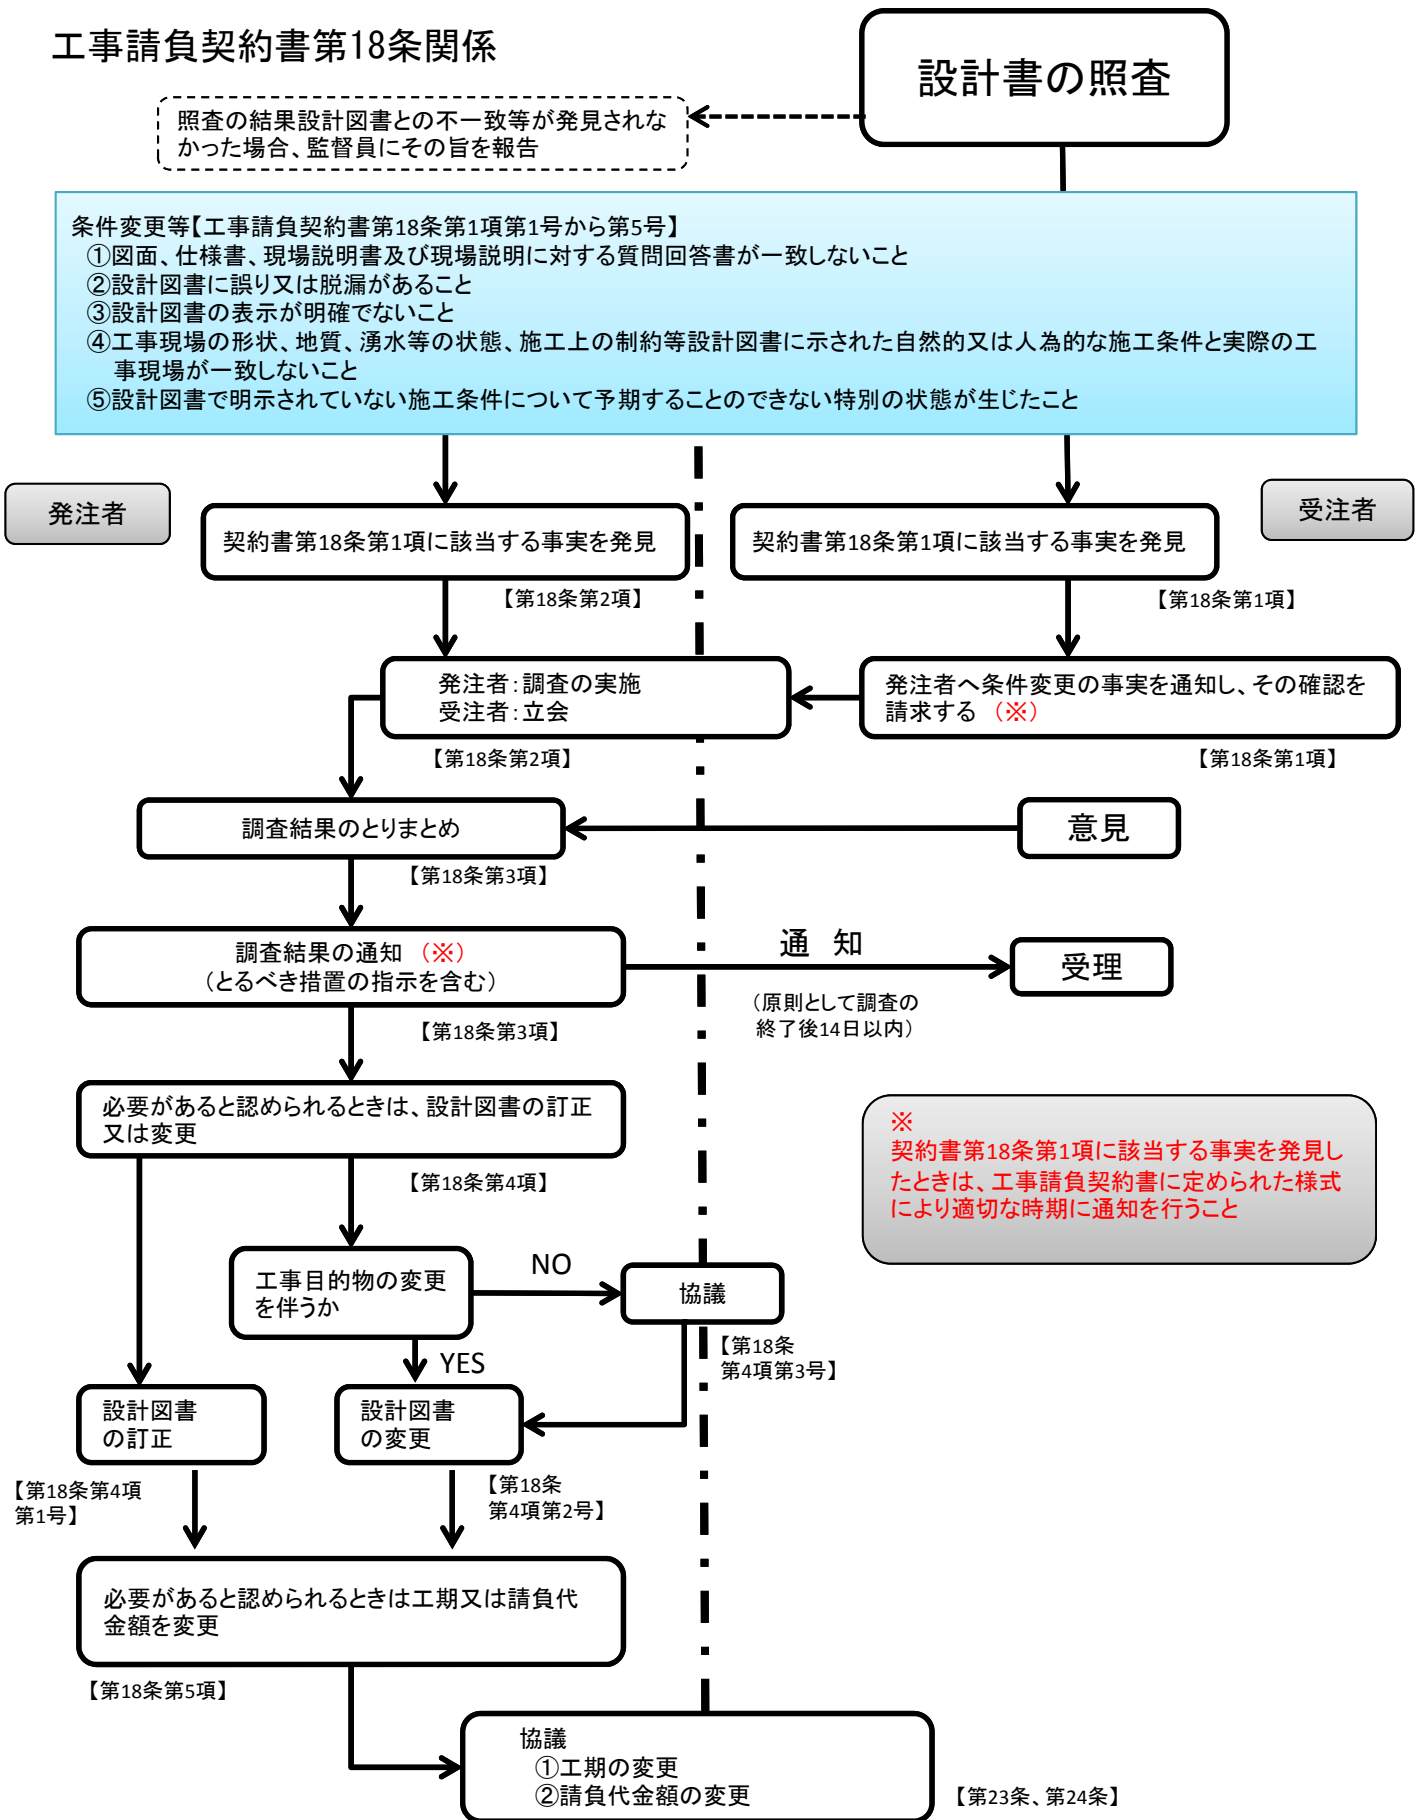 工事請負契約書第18条関係
設計書の照査
照査の結果設計図書との不一致等が発見されな
かった場合、監督員にその旨を報告
条件変更等【工事請負契約書第18条第1項第1号から第5号】
①図面、仕様書、現場説明書及び現場説明に対する質問回答書が一致しないこと
②設計図書に誤り又は脱漏があること
③設計図書の表示が明確でないこと
④工事現場の形状、地質、湧水等の状態、施工上の制約等設計図書に示された自然的又は人為的な施工条件と実際の工
事現場が一致しないこと
⑤設計図書で明示されていない施工条件について予期することのできない特別の状態が生じたこと
発注者
受注者
契約書第18条第1項に該当する事実を発見
契約書第18条第1項に該当する事実を発見
【第18条第2項】
【第18条第1項】
発注者：調査の実施
受注者：立会
発注者へ条件変更の事実を通知し、その確認を
請求する （※）
【第18条第2項】
【第18条第1項】
調査結果のとりまとめ
意見
【第18条第3項】
調査結果の通知 （※）
（とるべき措置の指示を含む）
通 知
受理
（原則として調査の
終了後14日以内）
【第18条第3項】
必要があると認められるときは、設計図書の訂正
又は変更
※
契約書第18条第1項に該当する事実を発見し
たときは、工事請負契約書に定められた様式
により適切な時期に通知を行うこと
【第18条第4項】
工事目的物の変更
を伴うか
NO
協議
YES
【第18条
第4項第3号】
設計図書
の訂正
設計図書
の変更
【第18条第4項
第1号】
【第18条
第4項第2号】
必要があると認められるときは工期又は請負代
金額を変更
【第18条第5項】
協議
①工期の変更
②請負代金額の変更
【第23条、第24条】